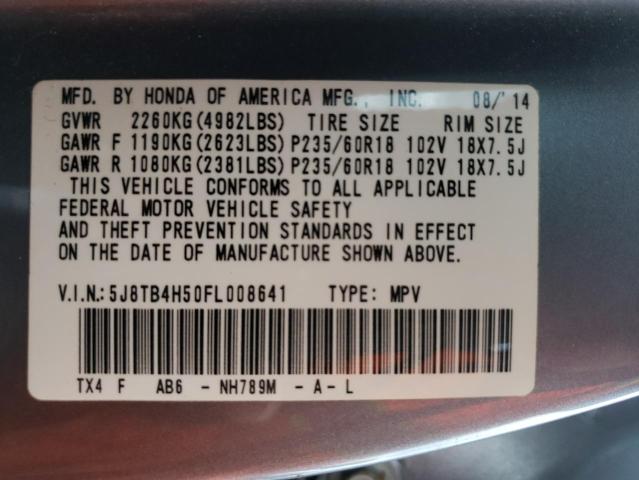 MFD. BY HONDA OF AMERICA MFG., INC. 08/'14
GVWR 2260KG(4982LBS) TIRE SIZE RIM SIZE
GAWR F 1190KG(2623LBS)P235/60R18 102V 18X7.5J
GAWR R 1080KG(2381LBS)P235/60R18 102V 18X7.5J
THIS VEHICLE CONFORMS TO ALL APPLICABLE
FEDERAL MOTOR VEHICLE SAFETY
AND THEFT PREVENTION STANDARDS IN EFFECT
ON THE DATE OF MANUFACTURE SHOWN ABOVE.
V.I.N.:5J8TB4H50FL008641 TYPE: MPV
TX4 F AB6 - NH789M - A - L